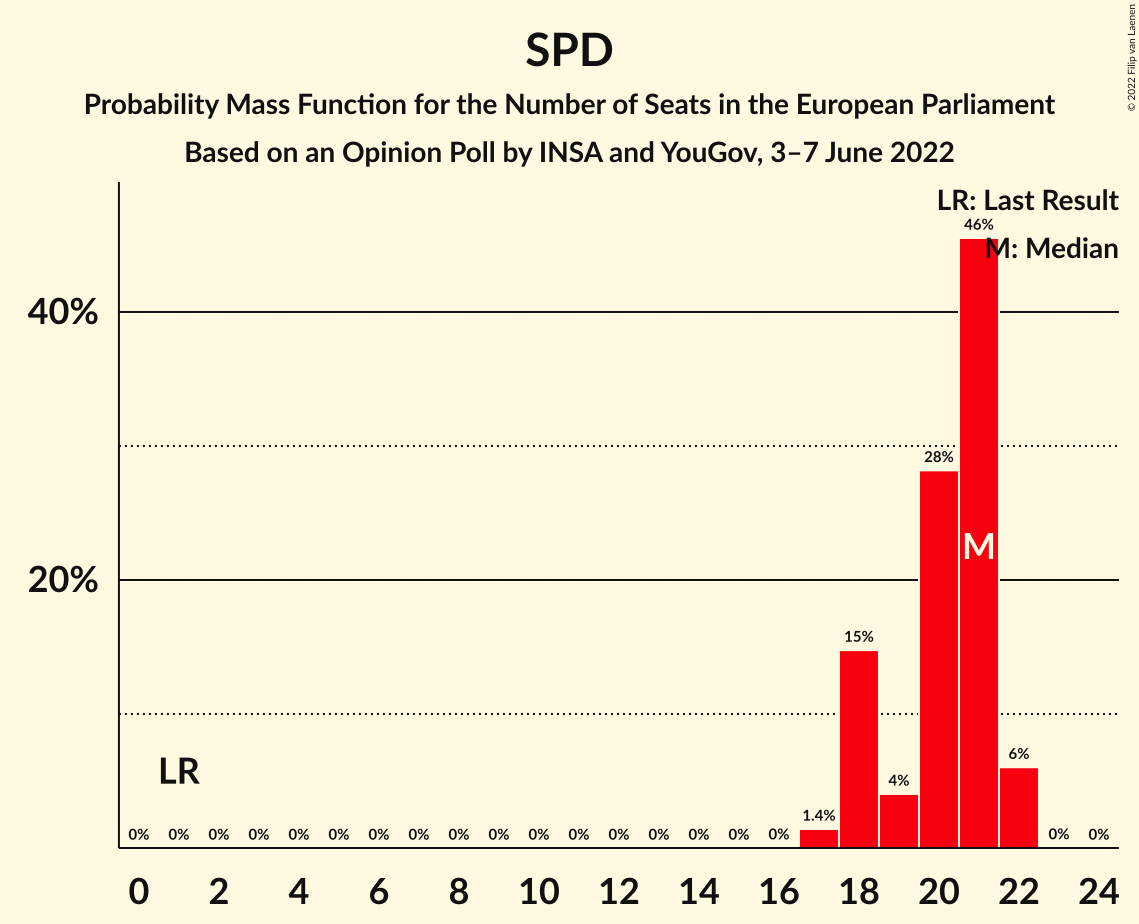 SPD
Probability Mass Function for the Number of Seats in the European Parliament
Based on an Opinion Poll by INSA and YouGov, 3–7 June 2022
© 2022 Filip van Laenen
LR: Last Result
M: Median
46%
40%
28%
M
20%
15%
LR
6%
4%
1.4%
0% 0% 0% 0% 0% 0% 0% 0% 0% 0% 0% 0% 0% 0% 0% 0% 0% 0% 0%
0 2 4 6 8 10 12 14 16 18 20 22 24